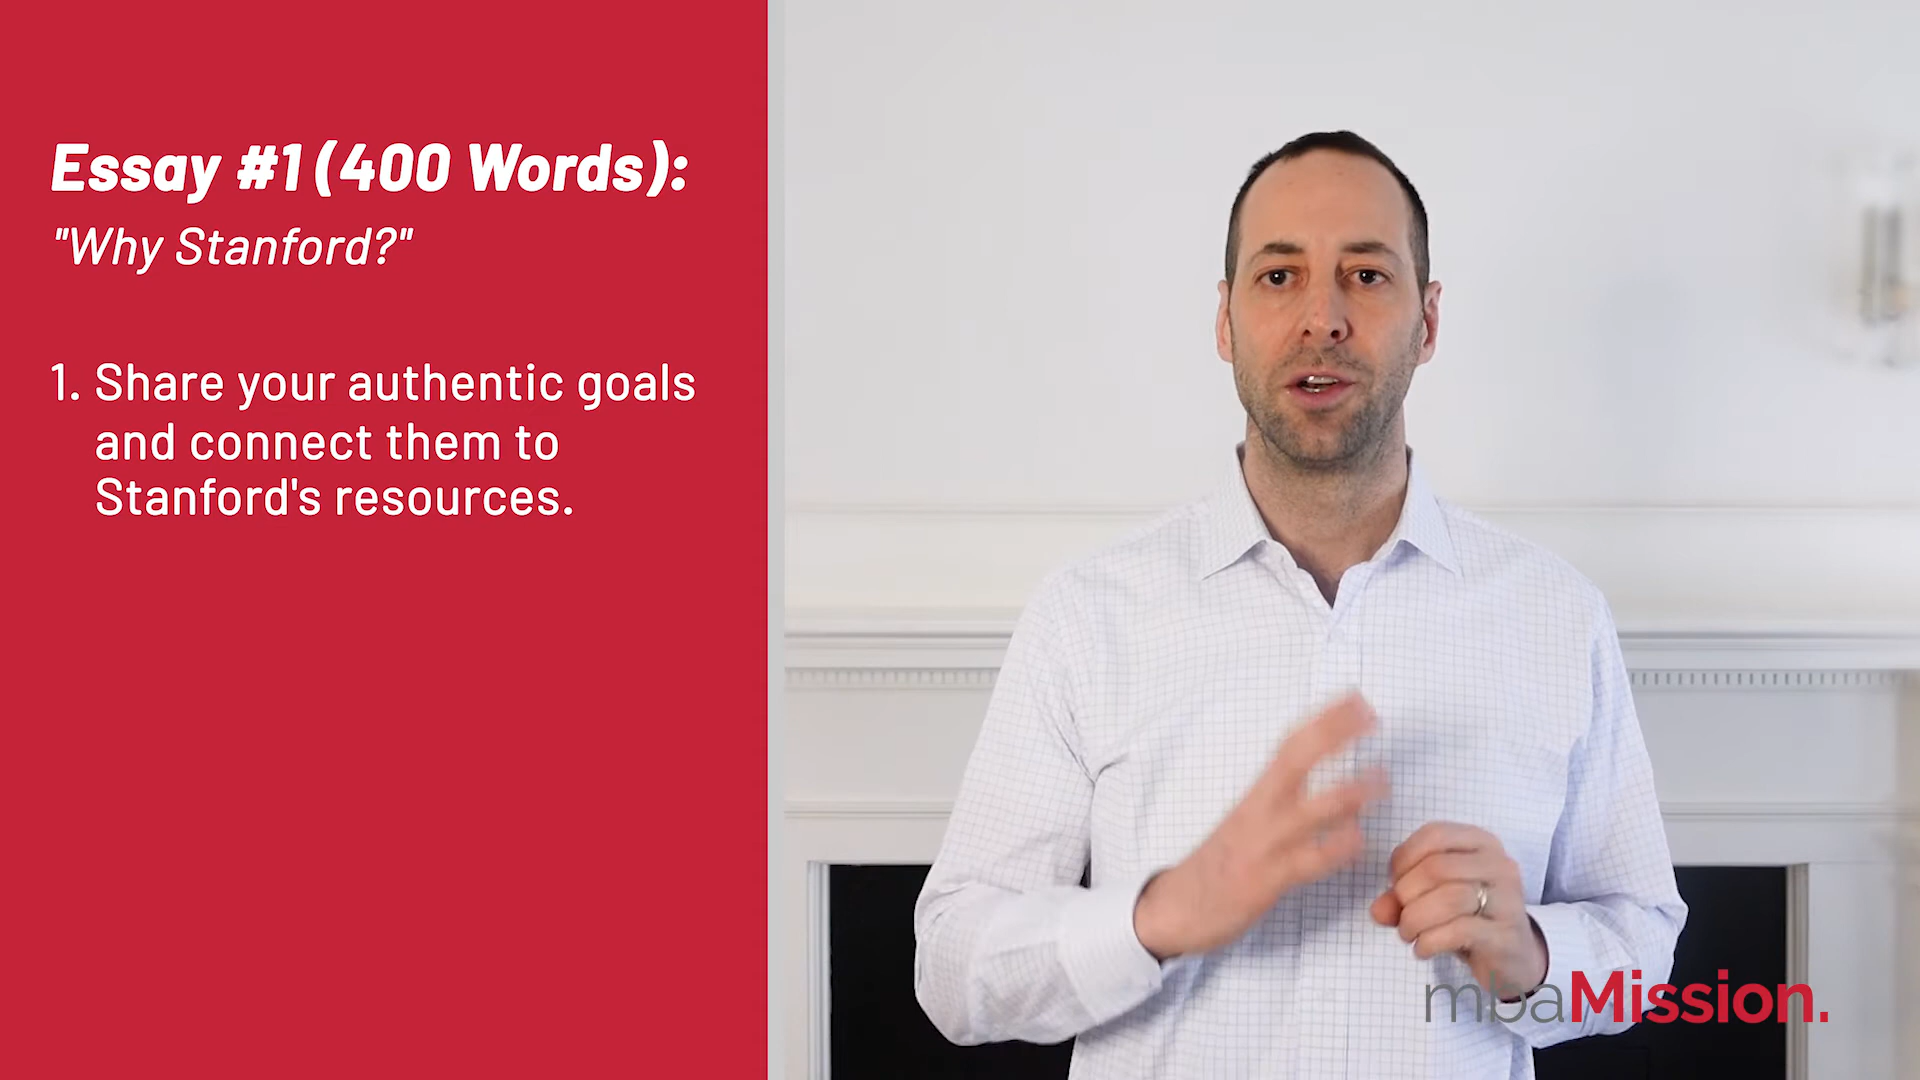 Essay #1 (400 Words):
"Why Stanford?"
1. Share your authentic goals
and connect them to
Stanford's resources.
mbaMission.